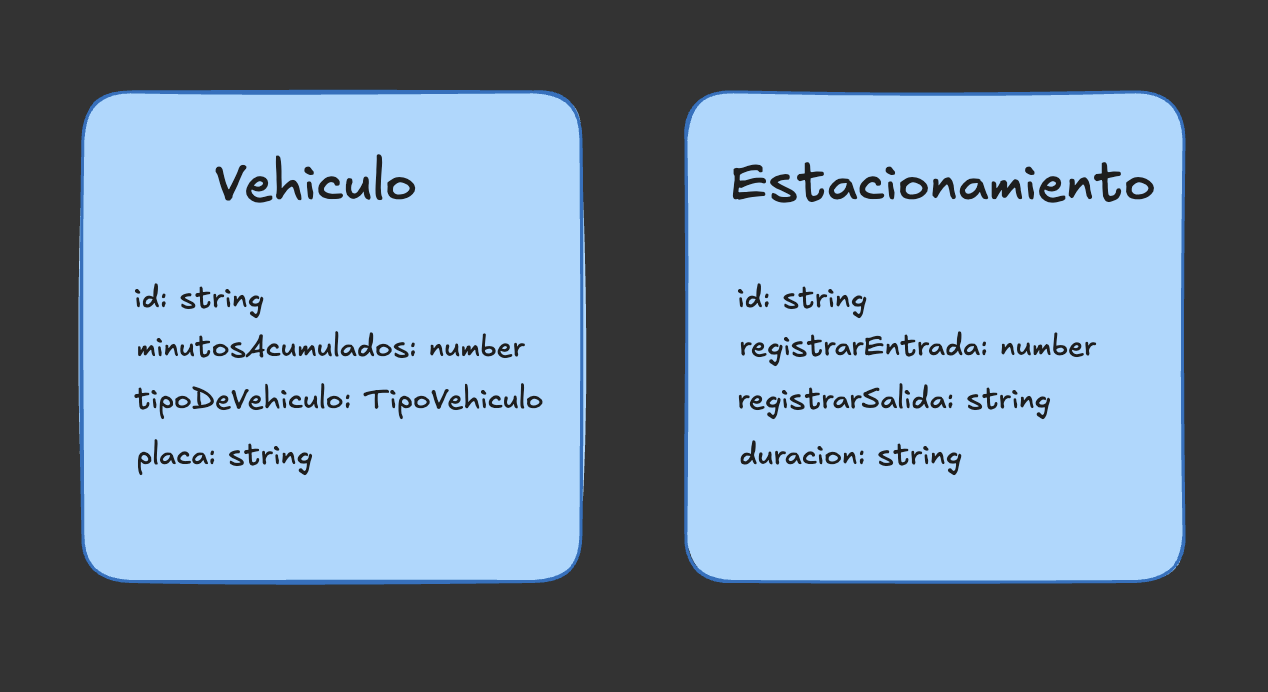 Vehiculo
id: string
minutosAcumulados: number
tipoDeVehiculo: TipoVehiculo
placa: string
Estacionamiento
id: string
registrarEntrada: number
registrarSalida: string
duracion: string